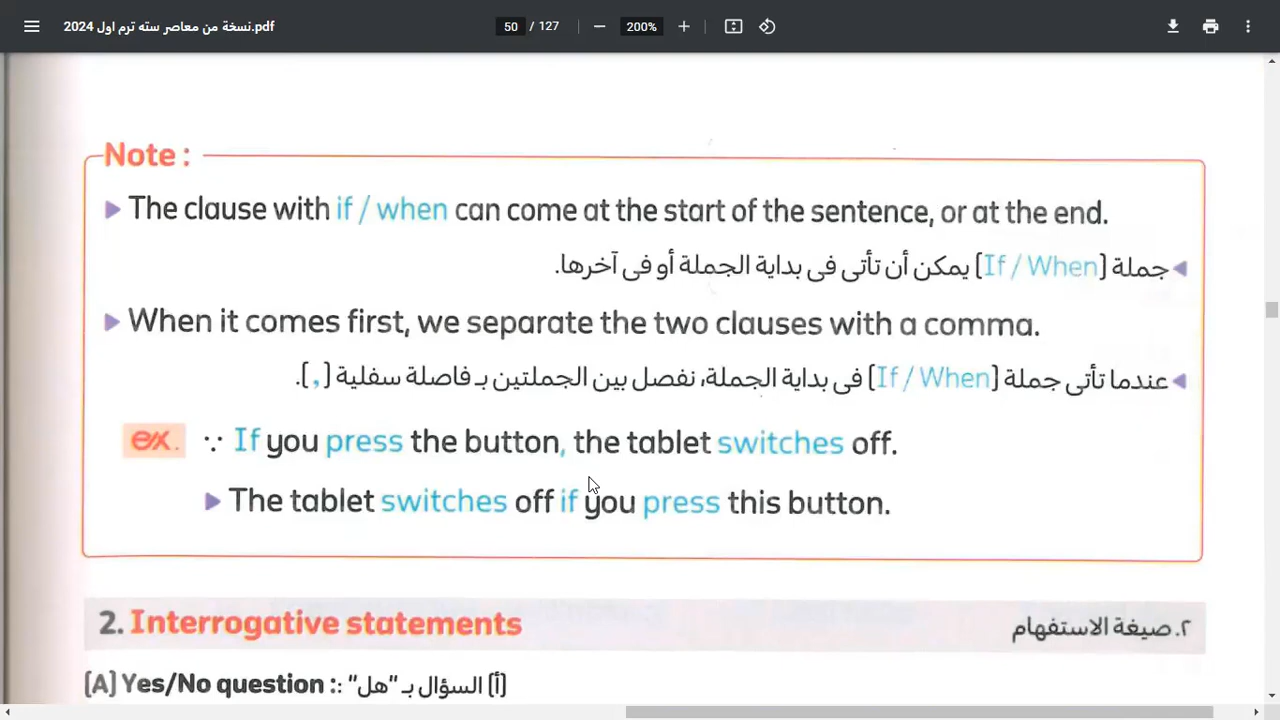 نسخة من معاصر سته ترم اول 2024.pdf
50 / 127
200%
Note :
The clause with if / when can come at the start of the sentence, or at the end.
جملة [If / When] يمكن أن تأتى فى بداية الجملة أو فى آخرها.
When it comes first, we separate the two clauses with a comma.
عندما تأتى جملة [If / When] فى بداية الجملة، نفصل بين الجملتين بـ فاصلة سفلية [,].
ex. ∵ If you press the button, the tablet switches off.
The tablet switches off if you press this button.
2. Interrogative statements ٢. صيغة الاستفهام
[A] Yes/No question :: [أ] السؤال بـ "هل"